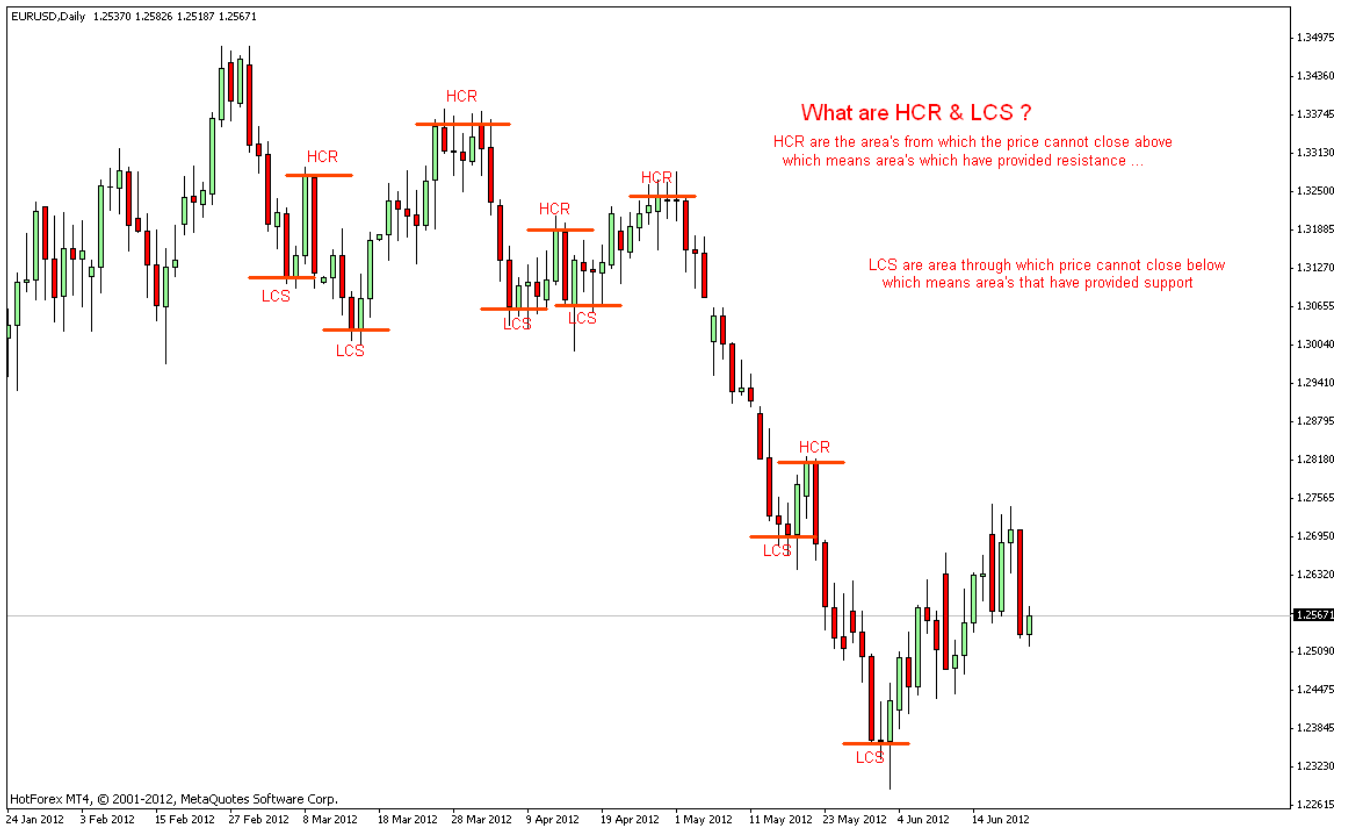 EURUSD,Daily 1.25370 1.25826 1.25187 1.25671
1.34975
1.34360
HCR
What are HCR & LCS ?
1.33745
HCR are the area's from which the price cannot close above
HCR
1.33130
which means area's which have provided resistance ...
HCR
1.32500
HCR
1.31885
LCS are area through which price cannot close below
1.31270
which means area's that have provided support
LCS
1.30655
LCS
LCS
LCS
1.30040
1.29410
1.28795
HCR
1.28180
1.27565
1.26950
LCS
1.26320
1.25671
1.25090
1.24475
1.23845
LCS
1.23230
HotForex MT4, © 2001-2012, MetaQuotes Software Corp.
1.22615
24 Jan 2012 3 Feb 2012 15 Feb 2012 27 Feb 2012 8 Mar 2012 18 Mar 2012 28 Mar 2012 9 Apr 2012 19 Apr 2012 1 May 2012 11 May 2012 23 May 2012 4 Jun 2012 14 Jun 2012